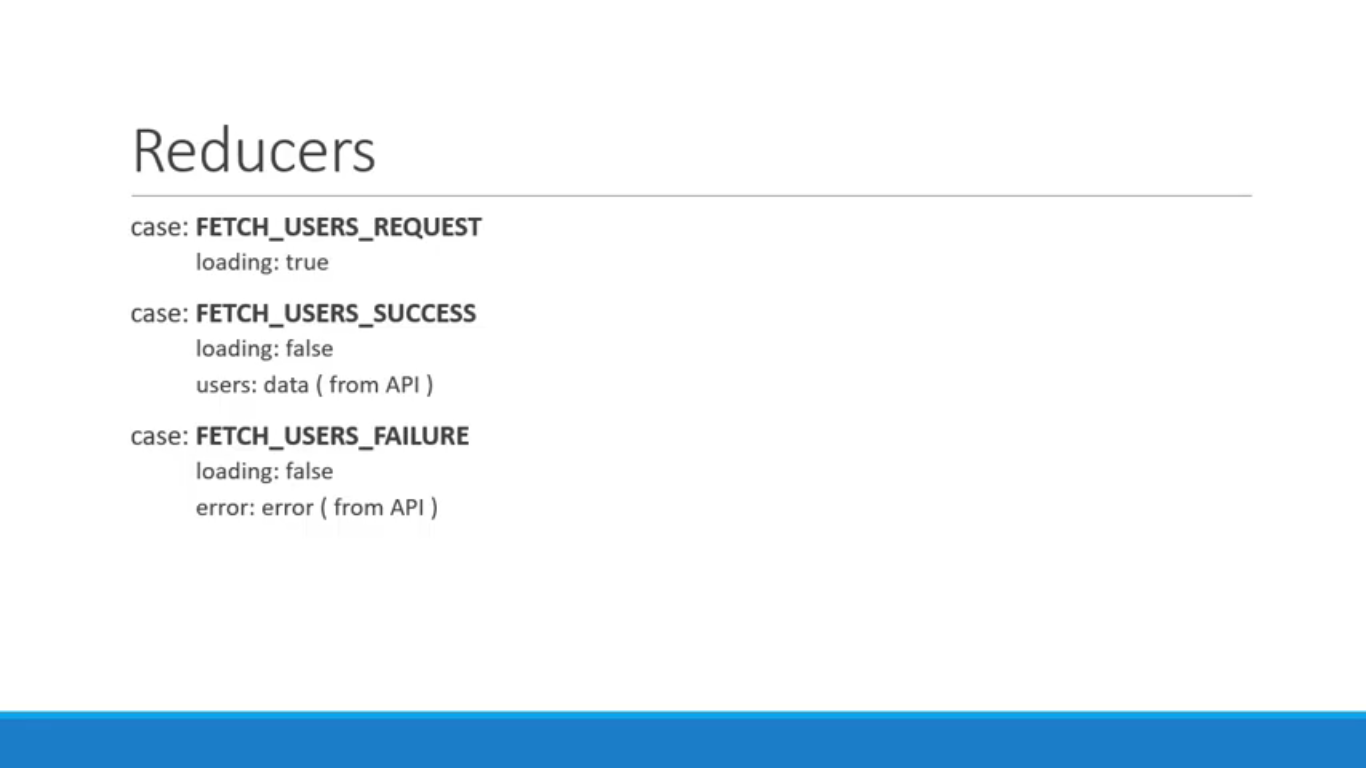 Reducers
case: FETCH_USERS_REQUEST
loading: true
case: FETCH_USERS_SUCCESS
loading: false
users: data ( from API )
case: FETCH_USERS_FAILURE
loading: false
error: error ( from API )